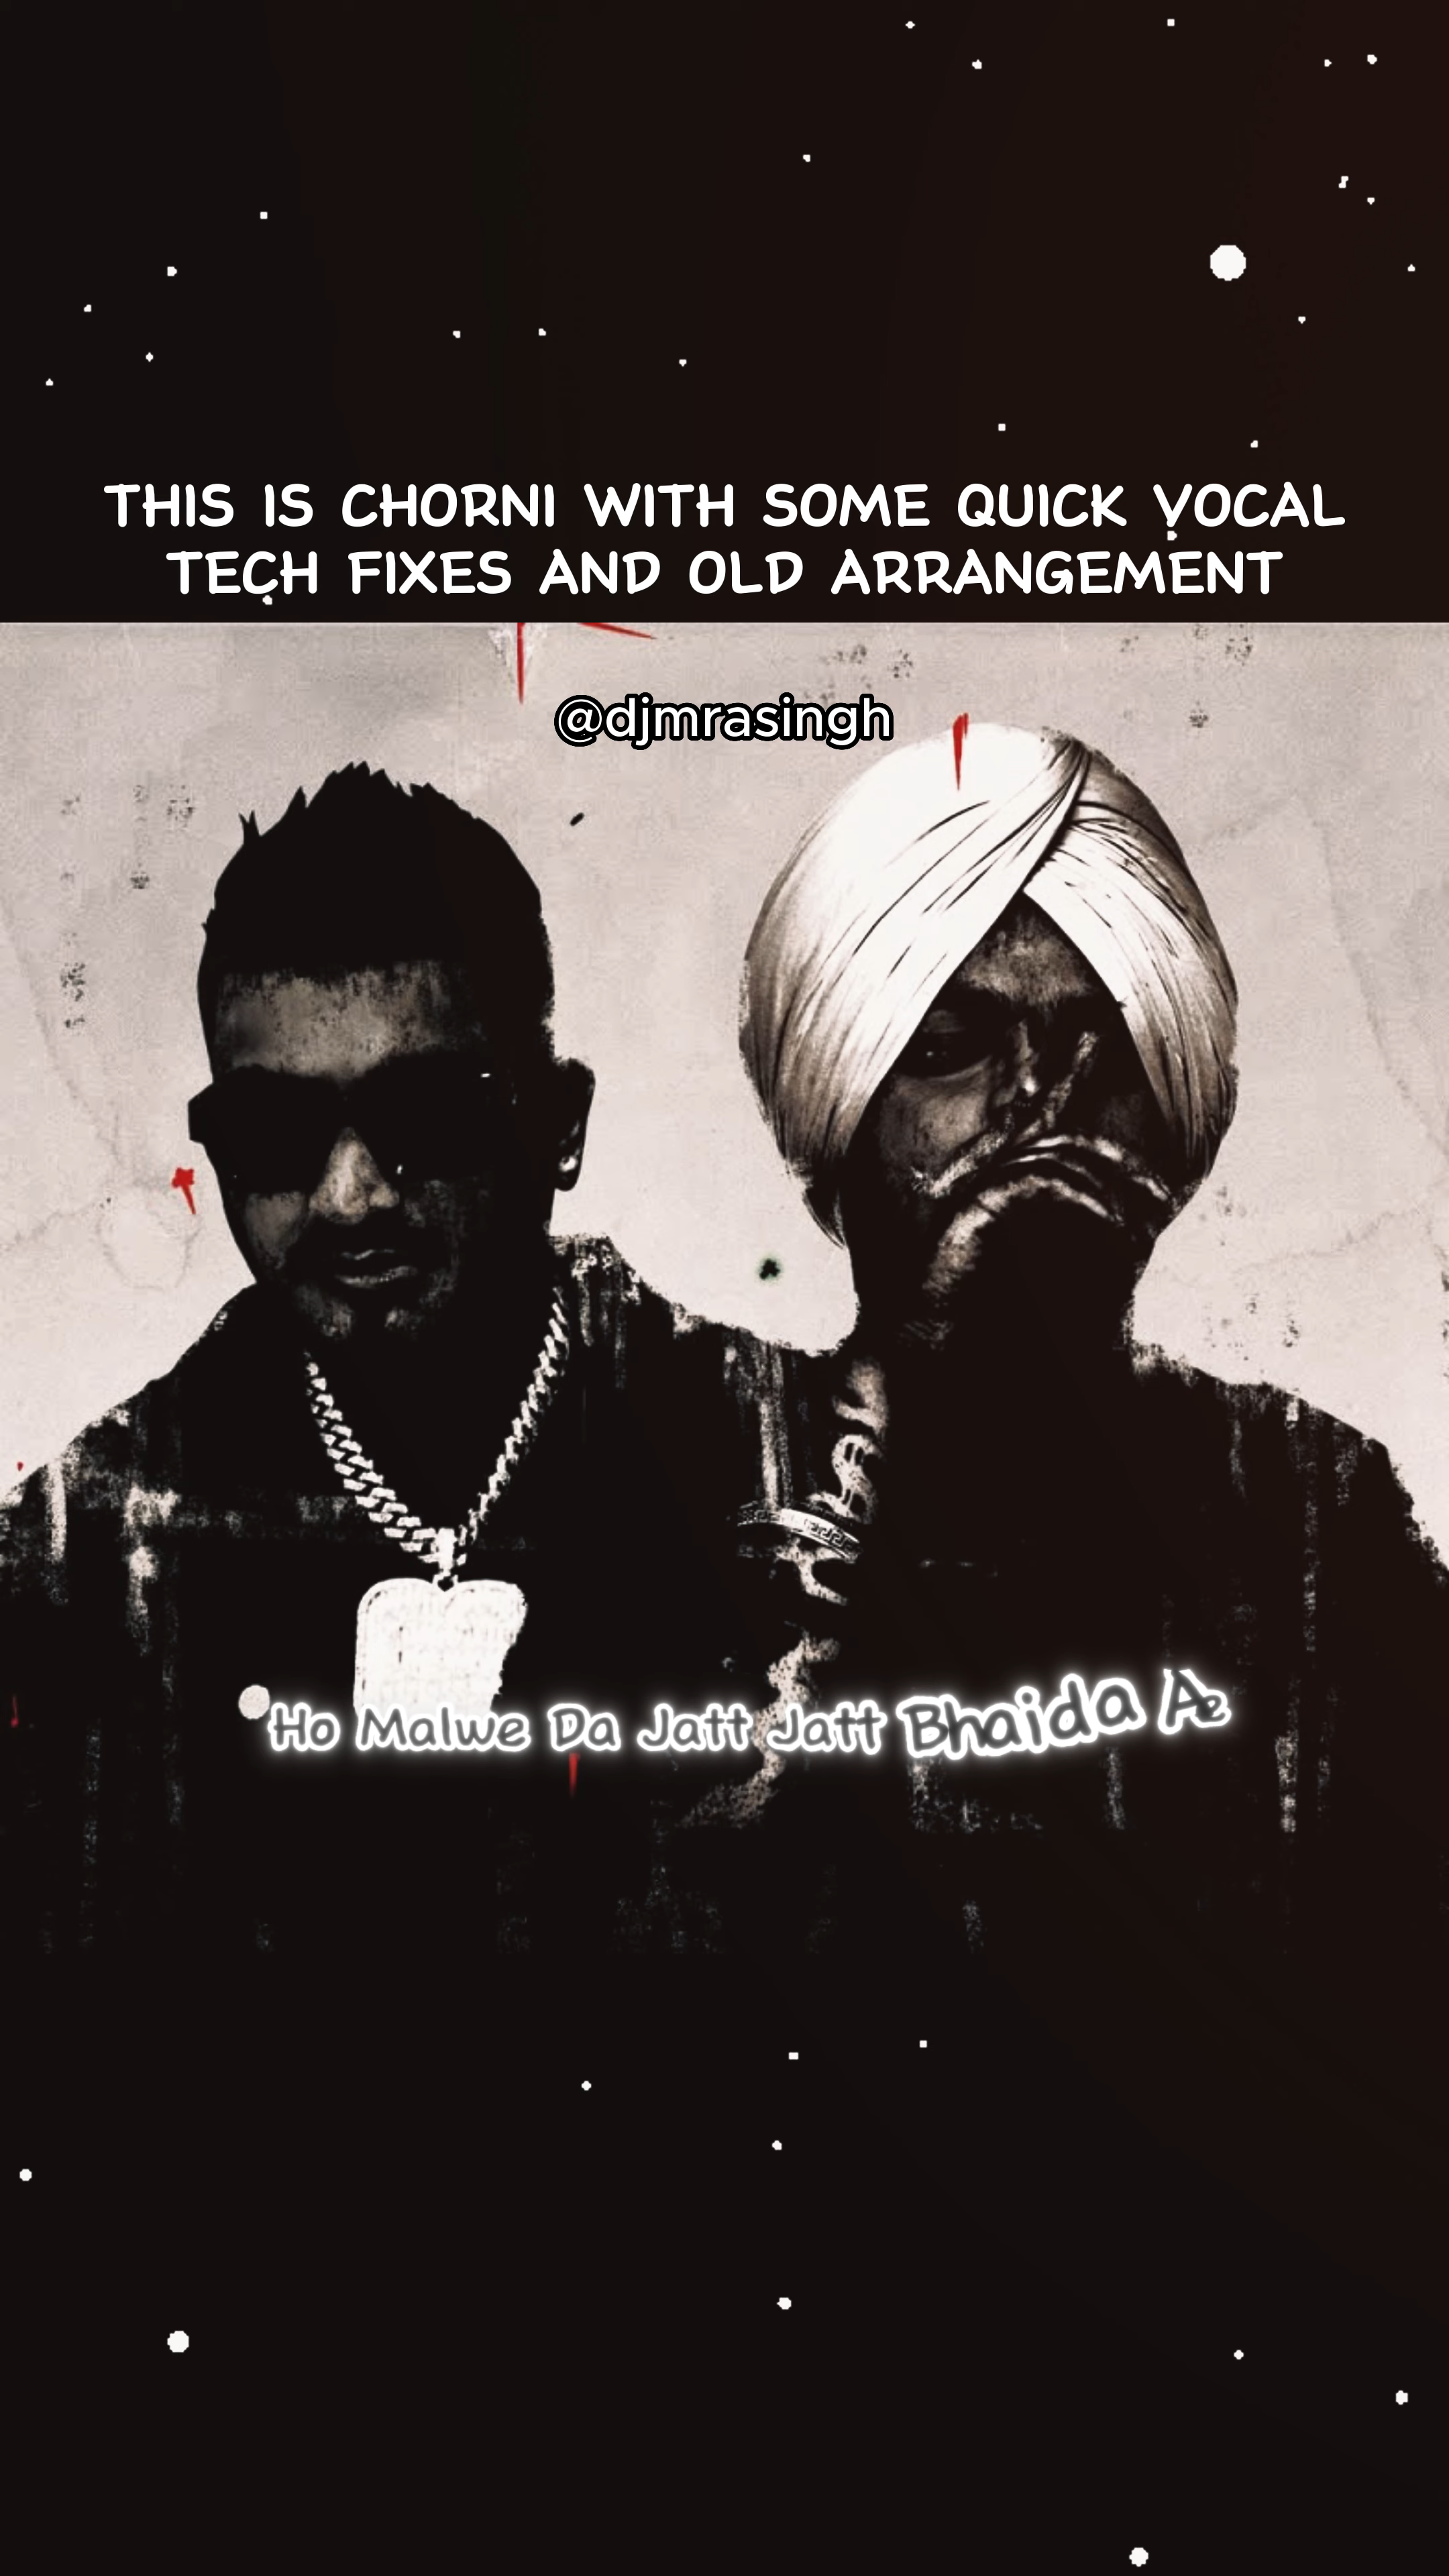 THIS IS CHORNI WITH SOME QUICK VOCAL
TECH FIXES AND OLD ARRANGEMENT
@djmrasingh
Ho Malwe Da Jatt Jatt Bhaida Ae